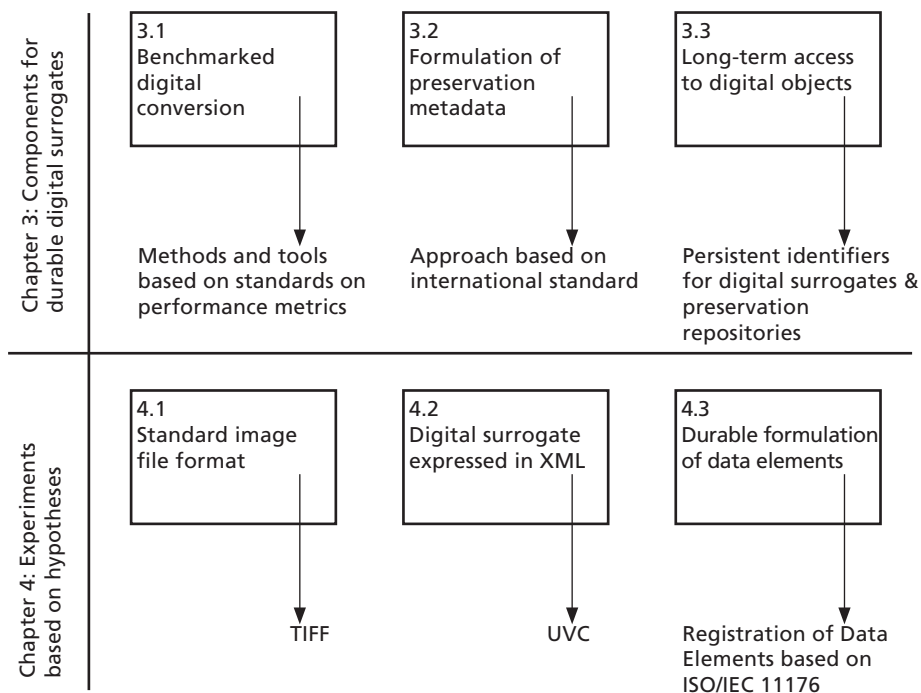 Chapter 3: Components for
durable digital surrogates
3.1
Benchmarked
digital
conversion
3.2
Formulation of
preservation
metadata
3.3
Long-term access
to digital objects
Methods and tools
based on standards on
performance metrics
Approach based on
international standard
Persistent identifiers
for digital surrogates &
preservation
repositories
Chapter 4: Experiments
based on hypotheses
4.1
Standard image
file format
4.2
Digital surrogate
expressed in XML
4.3
Durable formulation
of data elements
TIFF
UVC
Registration of Data
Elements based on
ISO/IEC 11176